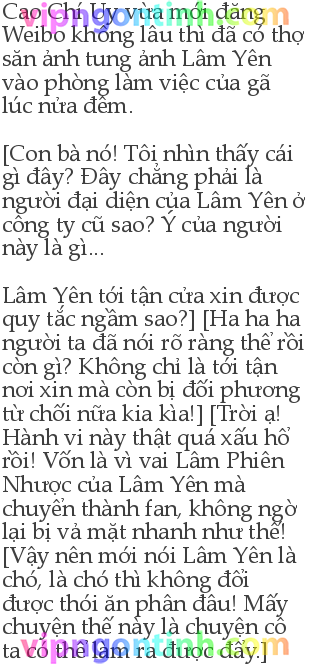 Cao Chí Uy vừa mới đăng
Weibo không lâu thì đã có thợ
săn ảnh tung ảnh Lâm Yên
vào phòng làm việc của gã
lúc nửa đêm.
[Con bà nó! Tôi nhìn thấy cái
gì đây? Đây chẳng phải là
người đại diện của Lâm Yên ở
công ty cũ sao? Ý của người
này là gì...
Lâm Yên tới tận cửa xin được
quy tắc ngầm sao?] [Ha ha ha
người ta đã nói rõ ràng thế rồi
còn gì? Không chỉ là tới tận
nơi xin mà còn bị đối phương
từ chối nữa kia kìa!] [Trời ạ!
Hành vi này thật quá xấu hổ
rồi! Vốn là vì vai Lâm Phiên
Nhược của Lâm Yên mà
chuyển thành fan, không ngờ
lại bị vả mặt nhanh như thế!
[Vậy nên mới nói Lâm Yên là
chó, là chó thì không đổi
được thói ăn phân đâu! Mấy
chuyện thế này là chuyện cô
ta có thể làm ra được đấy.]
vipngontinh.com
vipngontinh.com